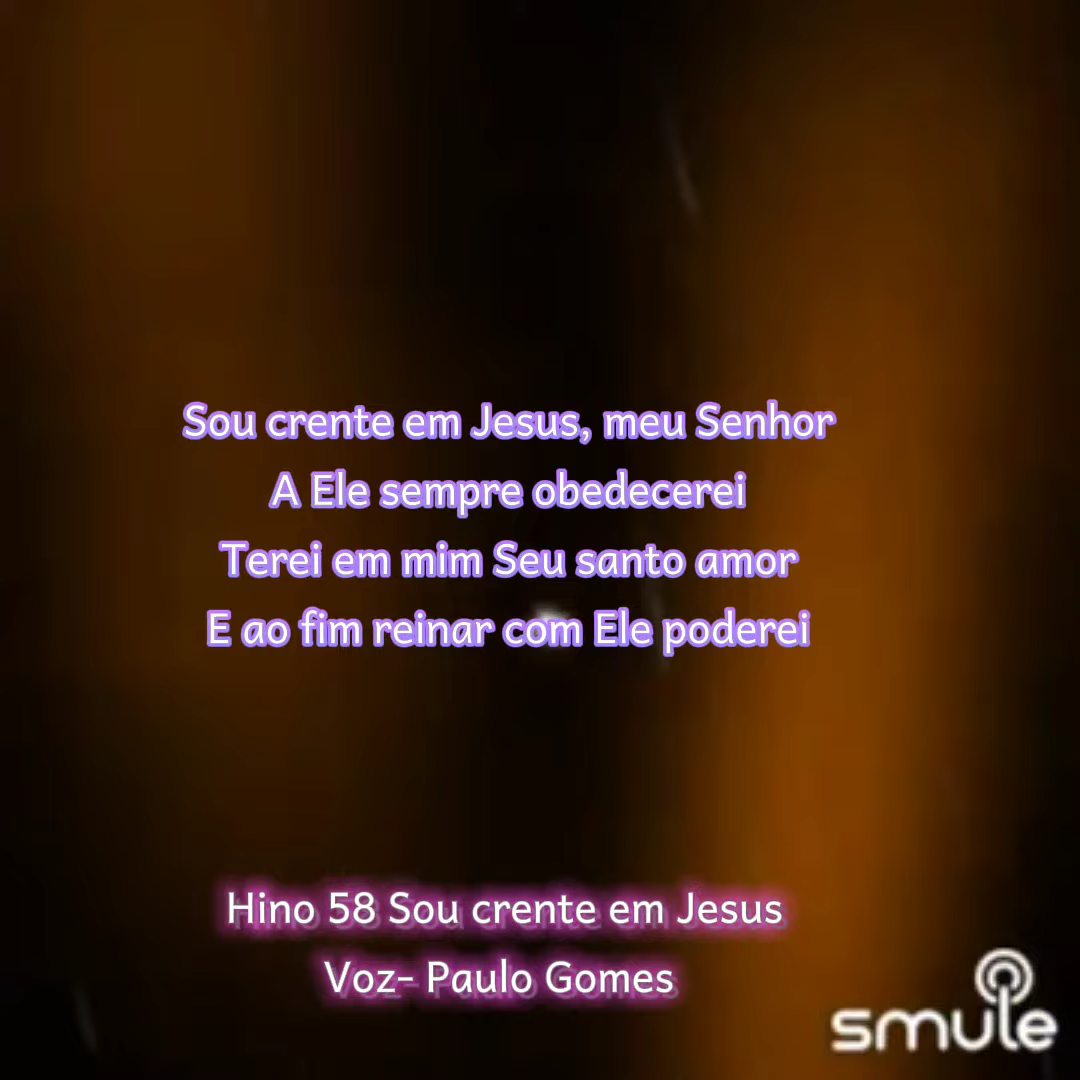 Sou crente em Jesus, meu Senhor
A Ele sempre obedecerei
Terei em mim Seu santo amor
E ao fim reinar com Ele poderei
Hino 58 Sou crente em Jesus
Voz- Paulo Gomes
smule